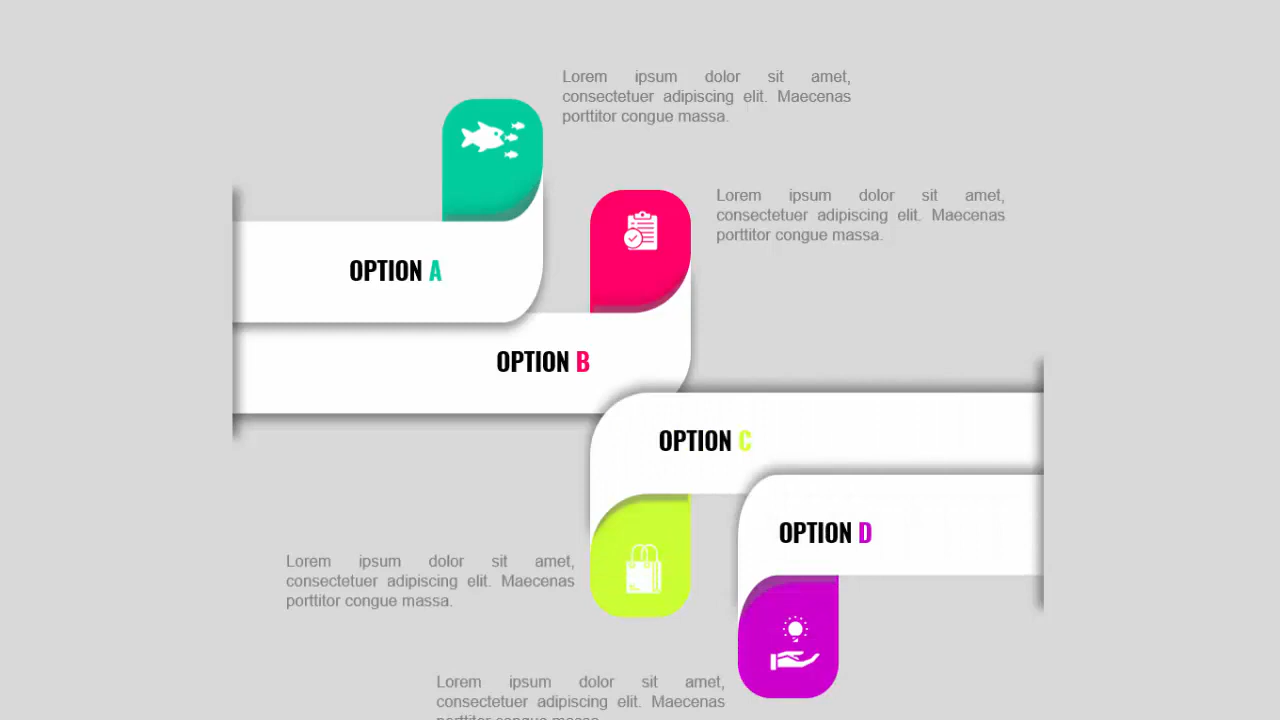 Lorem ipsum dolor sit amet,
consectetuer adipiscing elit. Maecenas
porttitor congue massa.
Lorem ipsum dolor sit amet,
consectetuer adipiscing elit. Maecenas
porttitor congue massa.
OPTION A
OPTION B
OPTION C
OPTION D
Lorem ipsum dolor sit amet,
consectetuer adipiscing elit. Maecenas
porttitor congue massa.
Lorem ipsum dolor sit amet,
consectetuer adipiscing elit. Maecenas